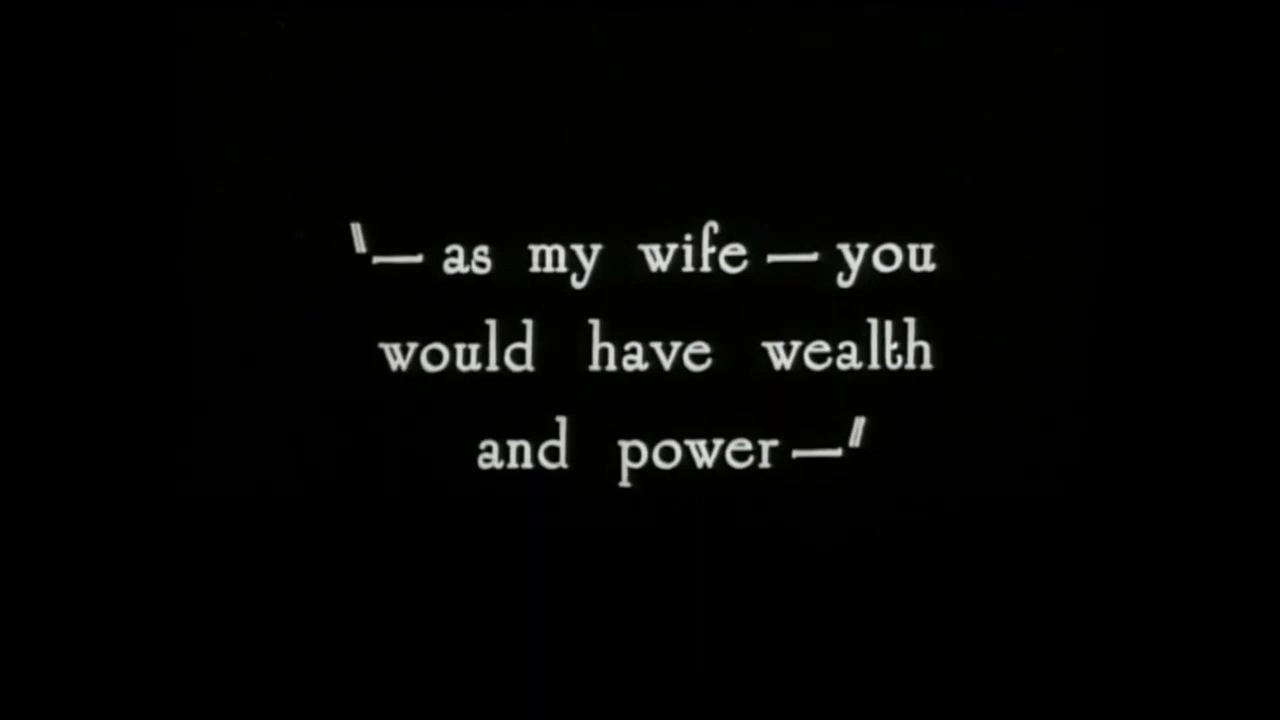 "— as my wife — you
would have wealth
and power —"